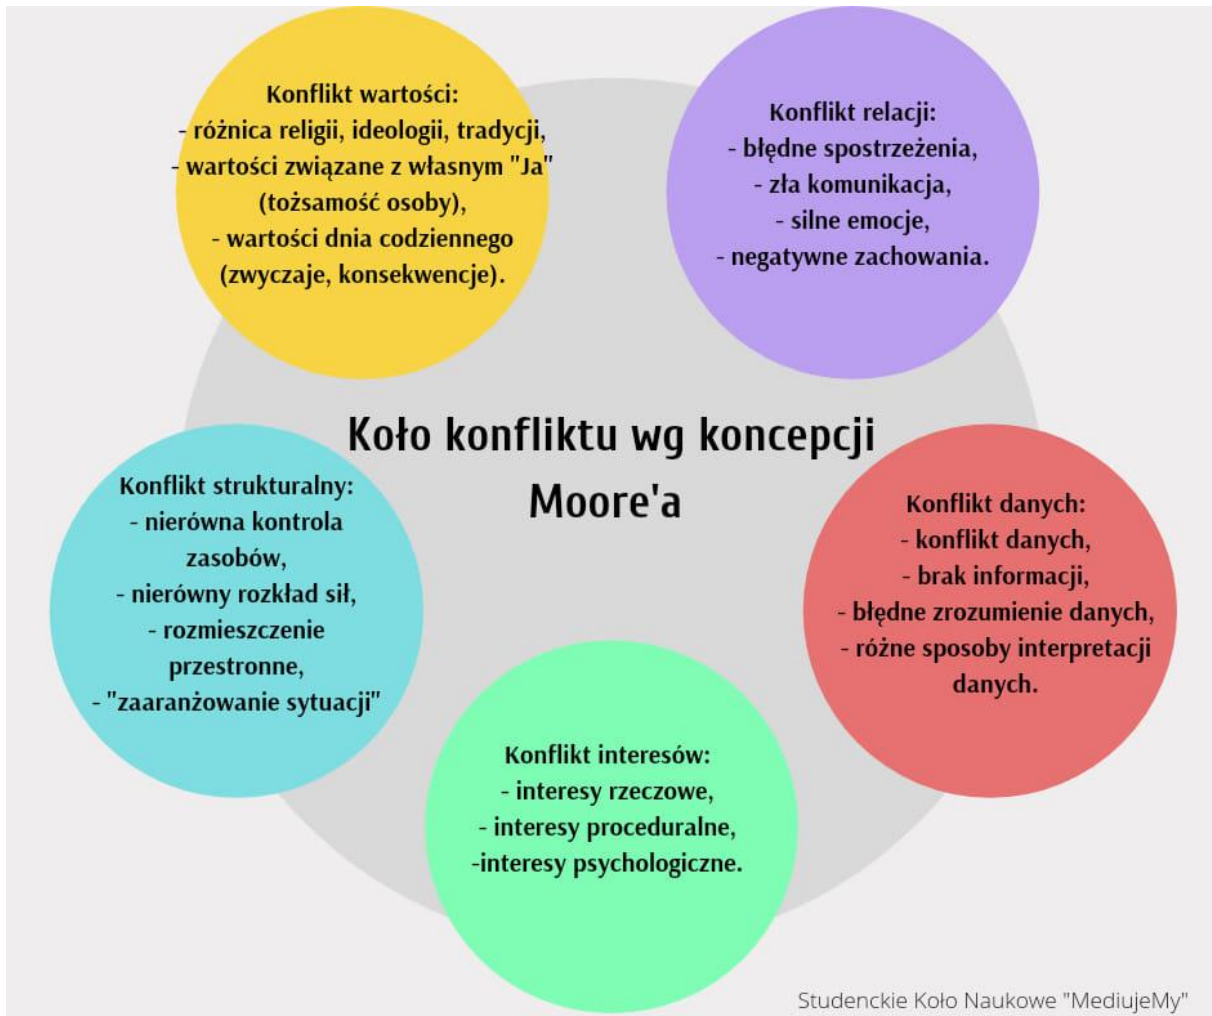 Konflikt wartości:
- różnica religii, ideologii, tradycji,
- wartości związane z własnym "Ja"
(tożsamość osoby),
- wartości dnia codziennego
(zwyczaje, konsekwencje).
Konflikt relacji:
- błędne spostrzeżenia,
- zła komunikacja,
- silne emocje,
- negatywne zachowania.
Koło konfliktu wg koncepcji
Moore'a
Konflikt strukturalny:
- nierówna kontrola
zasobów,
- nierówny rozkład sił,
- rozmieszczenie
przestronne,
- "zaaranżowanie sytuacji"
Konflikt danych:
- konflikt danych,
- brak informacji,
- błędne zrozumienie danych,
- różne sposoby interpretacji
danych.
Konflikt interesów:
- interesy rzeczowe,
- interesy proceduralne,
-interesy psychologiczne.
Studenckie Koło Naukowe "MediujeMy"